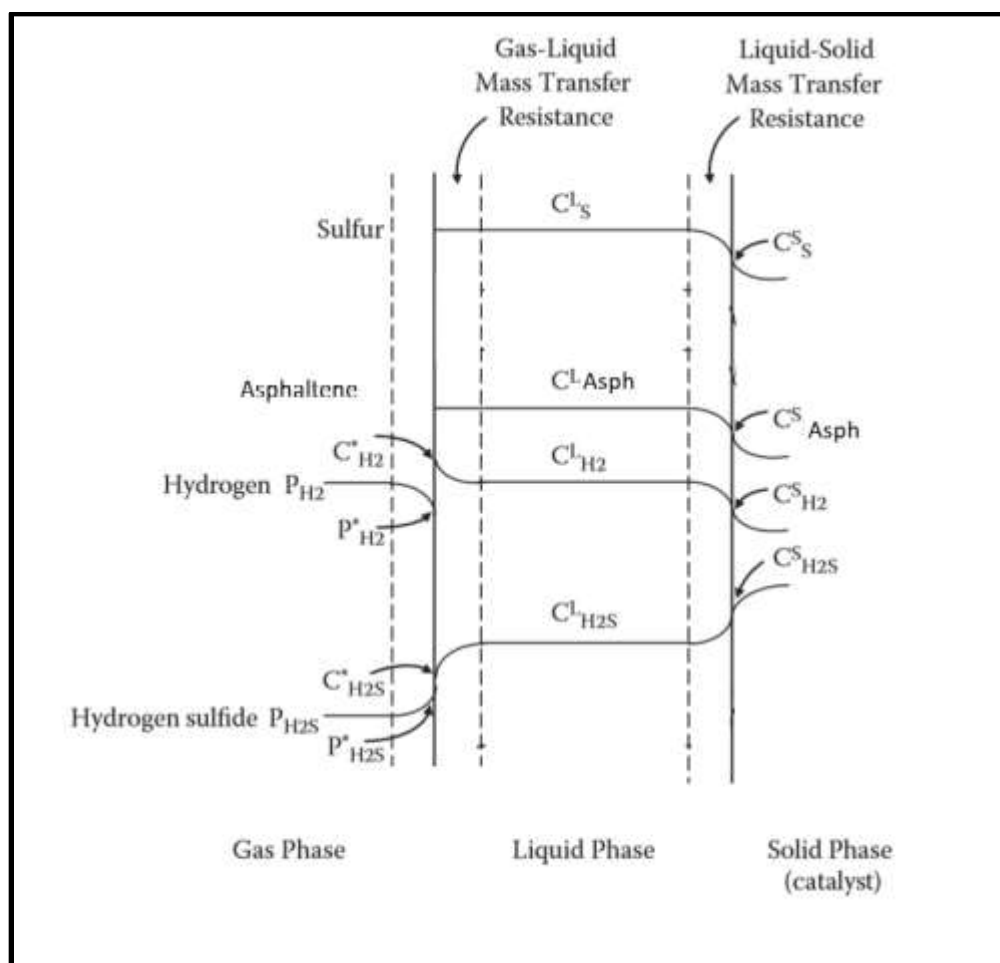 Gas-Liquid
Mass Transfer
Resistance
Liquid-Solid
Mass Transfer
Resistance
Sulfur
C^L_S
C^S_S
Asphaltene
C^L Asph
C^S Asph
C^*_H2
C^L_H2
Hydrogen P_H2
C^S_H2
P^*_H2
C^S_H2S
C^L_H2S
C^*_H2S
Hydrogen sulfide P_H2S
P^*_H2S
Gas Phase
Liquid Phase
Solid Phase
(catalyst)